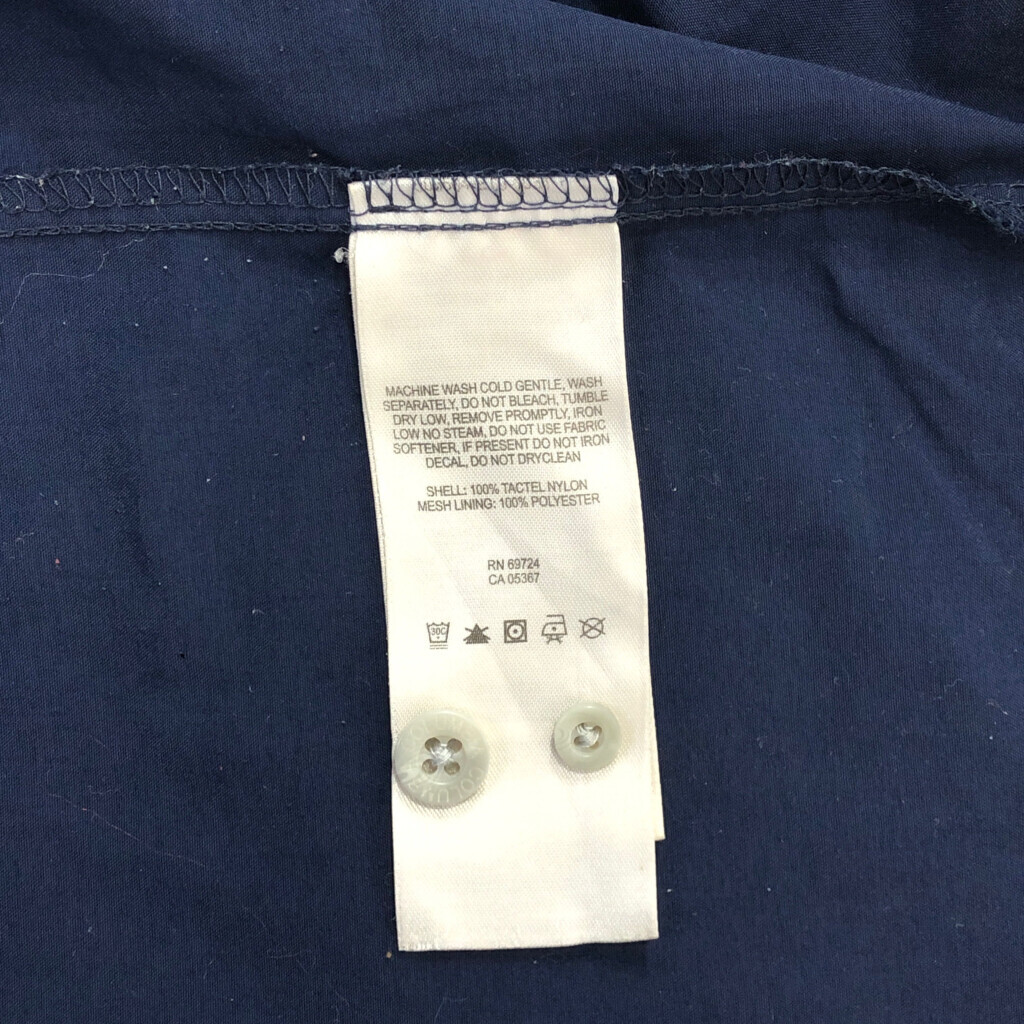 MACHINE WASH COLD GENTLE, WASH
SEPARATELY, DO NOT BLEACH, TUMBLE
DRY LOW, REMOVE PROMPTLY, IRON
LOW NO STEAM, DO NOT USE FABRIC
SOFTENER, IF PRESENT DO NOT IRON
DECAL, DO NOT DRYCLEAN
SHELL: 100% TACTEL NYLON
MESH LINING: 100% POLYESTER
RN 69724
CA 05367
30C